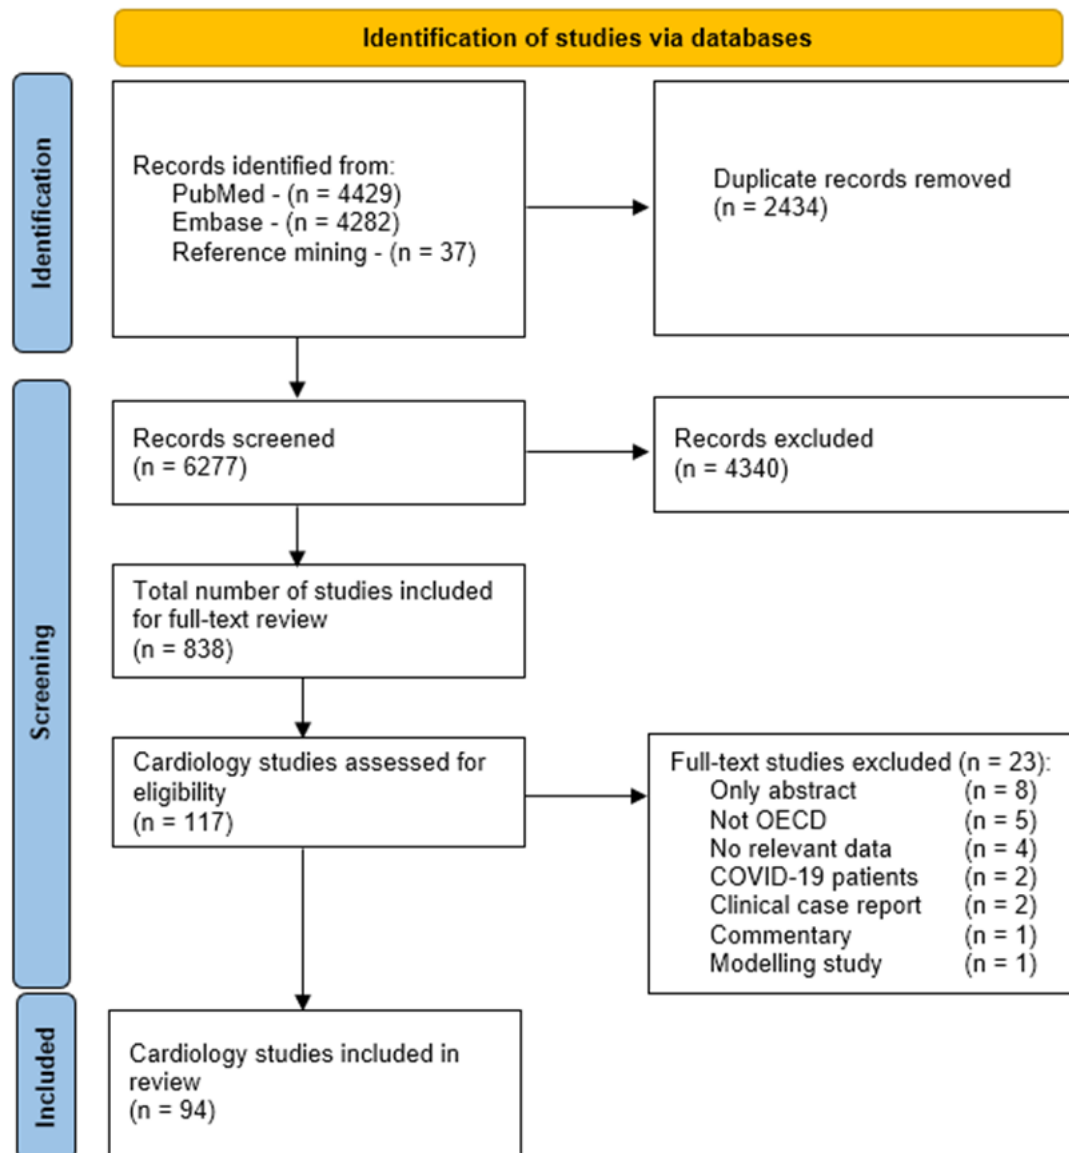 Identification of studies via databases
Identification
Records identified from:
PubMed - (n = 4429)
Embase - (n = 4282)
Reference mining - (n = 37)
Duplicate records removed
(n = 2434)
Screening
Records screened
(n = 6277)
Records excluded
(n = 4340)
Total number of studies included
for full-text review
(n = 838)
Cardiology studies assessed for
eligibility
(n = 117)
Full-text studies excluded (n = 23):
Only abstract (n = 8)
Not OECD (n = 5)
No relevant data (n = 4)
COVID-19 patients (n = 2)
Clinical case report (n = 2)
Commentary (n = 1)
Modelling study (n = 1)
Included
Cardiology studies included in
review
(n = 94)